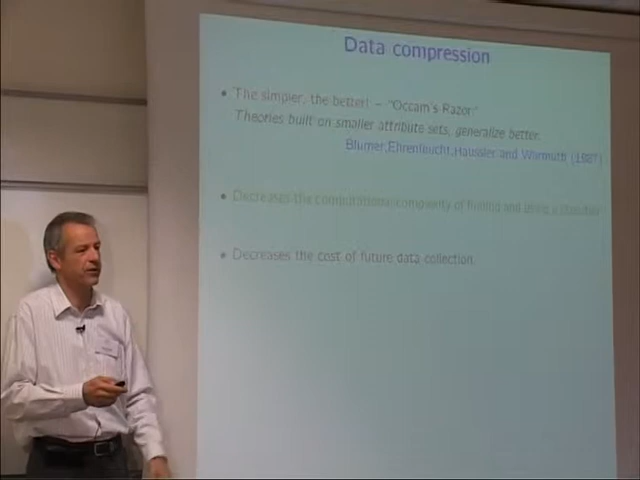 Data compression
• The simpler, the better! – "Occam's Razor"
Theories built on smaller attribute sets, generalize better.
Blumer,Ehrenfeucht,Haussler and Warmuth (1987)
• Decreases the computational complexity of finding and using a classifier
• Decreases the cost of future data collection